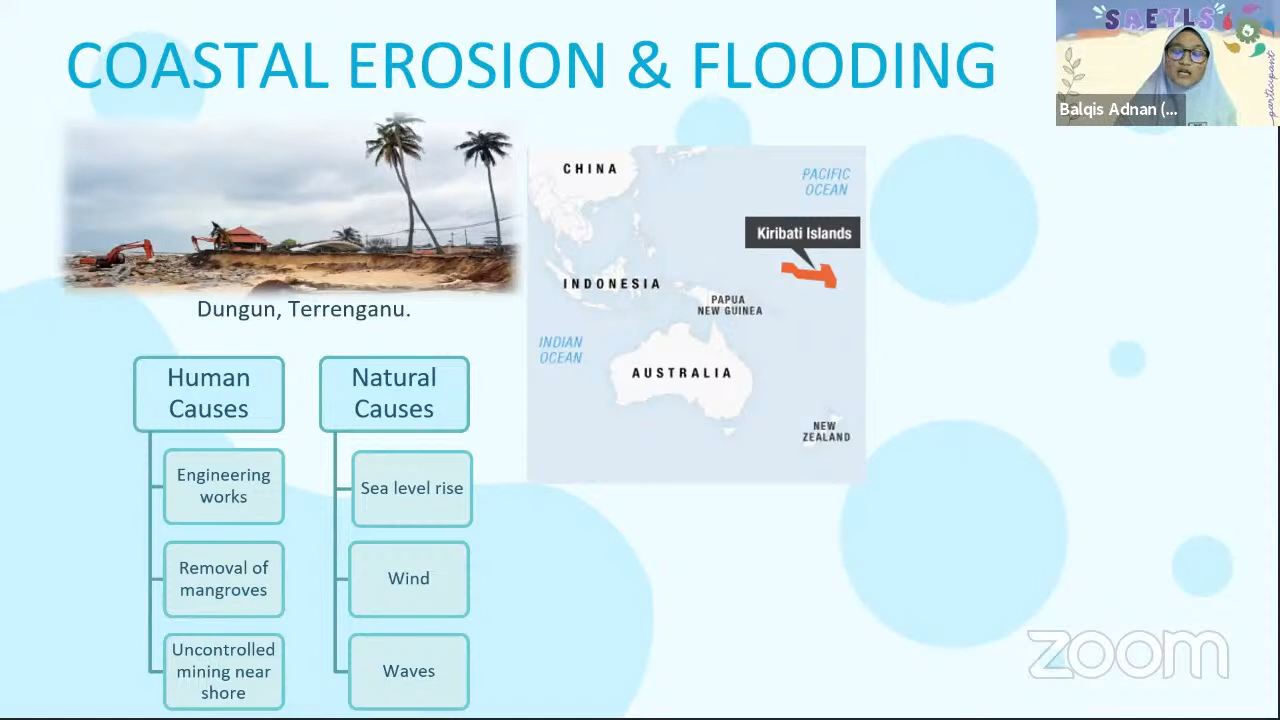 COASTAL EROSION & FLOODING
SAEYLS
participant
Balqis Adnan (...
CHINA
PACIFIC
OCEAN
Kiribati Islands
INDONESIA
PAPUA
NEW GUINEA
INDIAN
OCEAN
AUSTRALIA
NEW
ZEALAND
Dungun, Terrenganu.
Human
Causes
Engineering
works
Removal of
mangroves
Uncontrolled
mining near
shore
Natural
Causes
Sea level rise
Wind
Waves
zoom